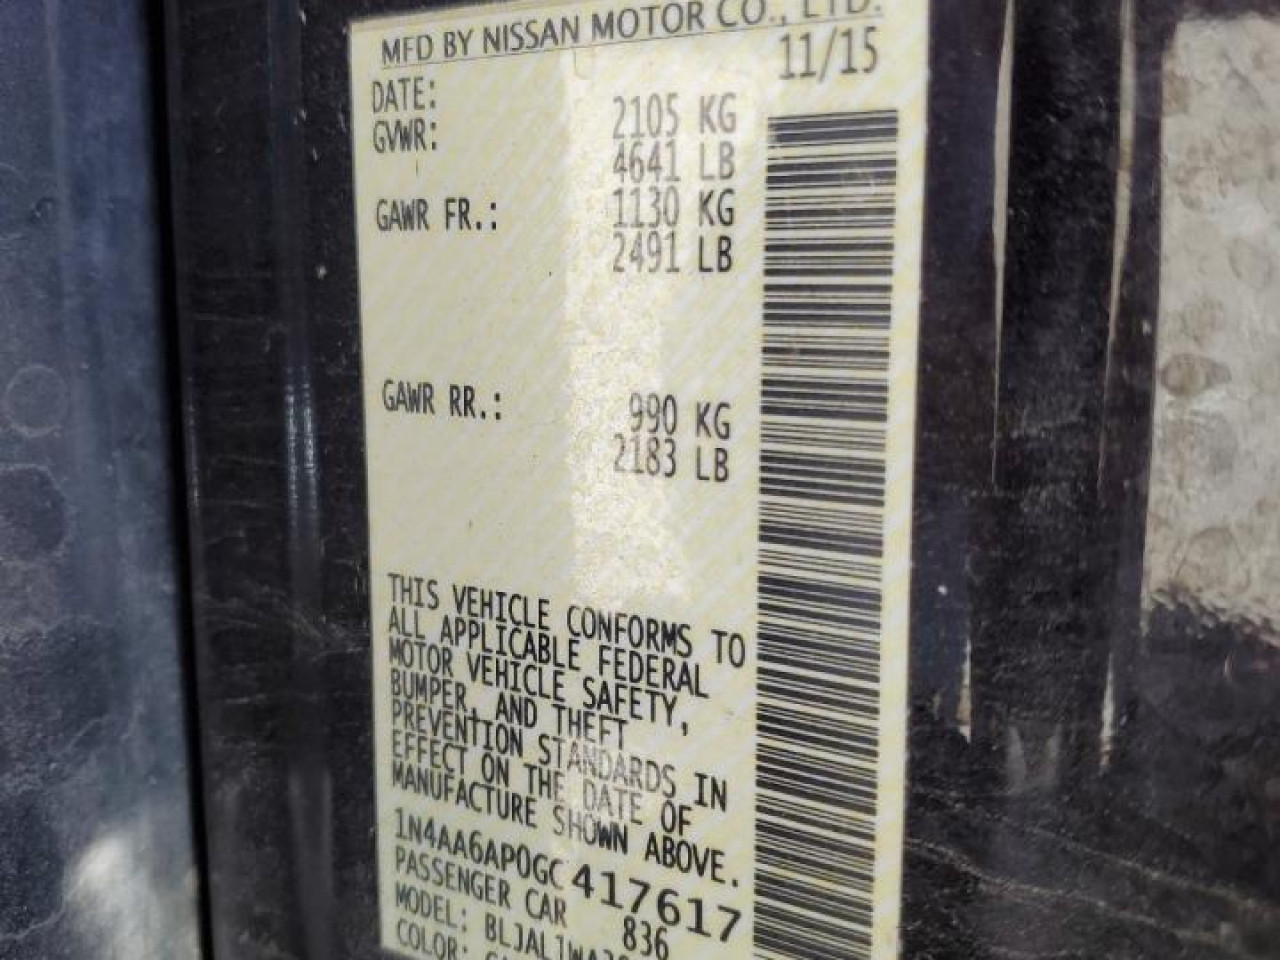 MFD BY NISSAN MOTOR CO., LTD.
DATE: 11/15
GVWR: 2105 KG
4641 LB
GAWR FR.: 1130 KG
2491 LB
GAWR RR.: 990 KG
2183 LB
THIS VEHICLE CONFORMS TO
ALL APPLICABLE FEDERAL
MOTOR VEHICLE SAFETY,
BUMPER, AND THEFT
PREVENTION STANDARDS IN
EFFECT ON THE DATE OF
MANUFACTURE SHOWN ABOVE.
1N4AA6AP0GC 417617
PASSENGER CAR 836
MODEL:
COLOR: